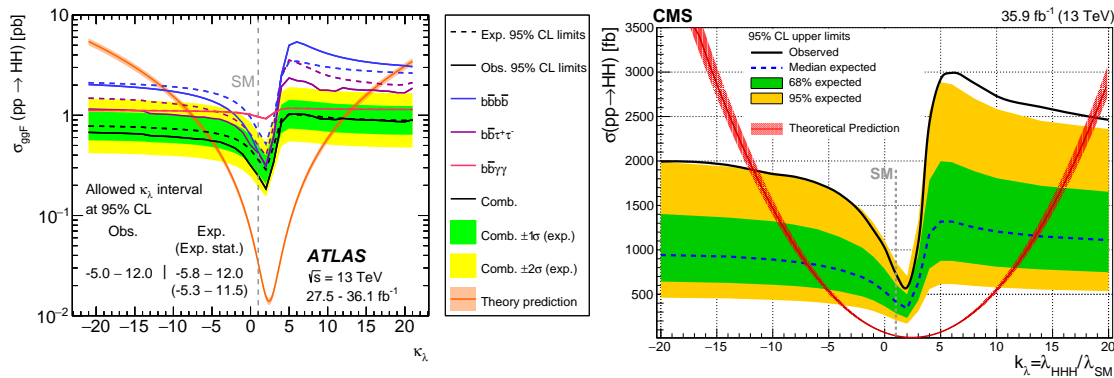 σggF (pp → HH) [pb]
10
1
10⁻¹
10⁻²
SM
Allowed κλ interval
at 95% CL
Obs.
Exp.
(Exp. stat.)
-5.0 − 12.0 | -5.8 − 12.0
(-5.3 − 11.5)
ATLAS
√s = 13 TeV
27.5 - 36.1 fb⁻¹
−20 −15 −10 −5 0 5 10 15 20
κλ
Exp. 95% CL limits
Obs. 95% CL limits
bb̄bb̄
bb̄τ⁺τ⁻
bb̄γγ
Comb.
Comb. ±1σ (exp.)
Comb. ±2σ (exp.)
Theory prediction
CMS
35.9 fb⁻¹ (13 TeV)
σ(pp→HH) [fb]
3500
3000
2500
2000
1500
1000
500
95% CL upper limits
Observed
Median expected
68% expected
95% expected
Theoretical Prediction
SM
−20 −15 −10 −5 0 5 10 15 20
kλ=λHHH/λSM